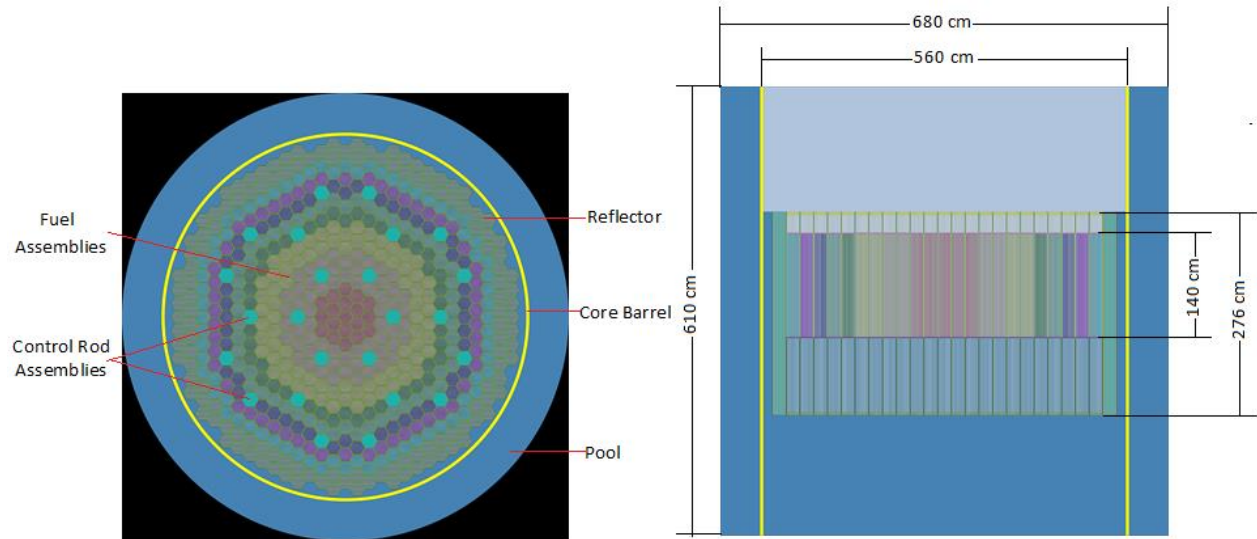 Fuel
Assemblies
Control Rod
Assemblies
Reflector
Core Barrel
Pool
680 cm
560 cm
610 cm
140 cm
276 cm